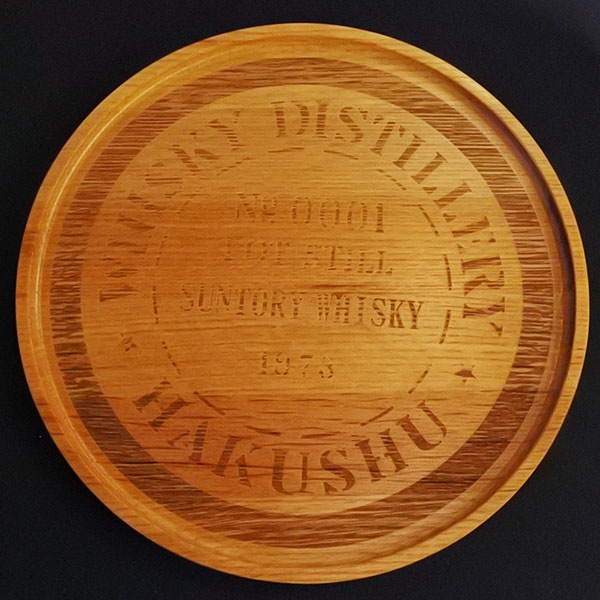 WHISKY DISTILLERY
No 0001
POT STILL
SUNTORY WHISKY
1973
HAKUSHU